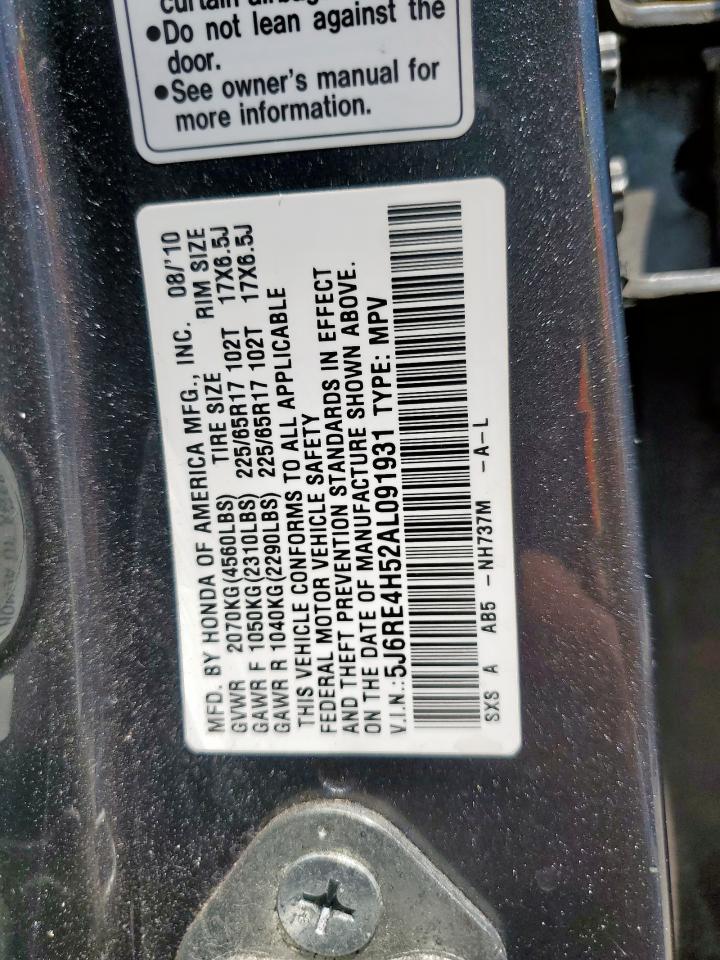 curtain airbag
•Do not lean against the
door.
•See owner's manual for
more information.
MFD. BY HONDA OF AMERICA MFG., INC. 08/'10
GVWR 2070KG(4560LBS) TIRE SIZE RIM SIZE
GAWR F 1050KG(2310LBS) 225/65R17 102T 17X6.5J
GAWR R 1040KG(2290LBS) 225/65R17 102T 17X6.5J
THIS VEHICLE CONFORMS TO ALL APPLICABLE
FEDERAL MOTOR VEHICLE SAFETY
AND THEFT PREVENTION STANDARDS IN EFFECT
ON THE DATE OF MANUFACTURE SHOWN ABOVE.
V.I.N.:5J6RE4H52AL091931 TYPE: MPV
SXS A AB5 -NH737M -A-L